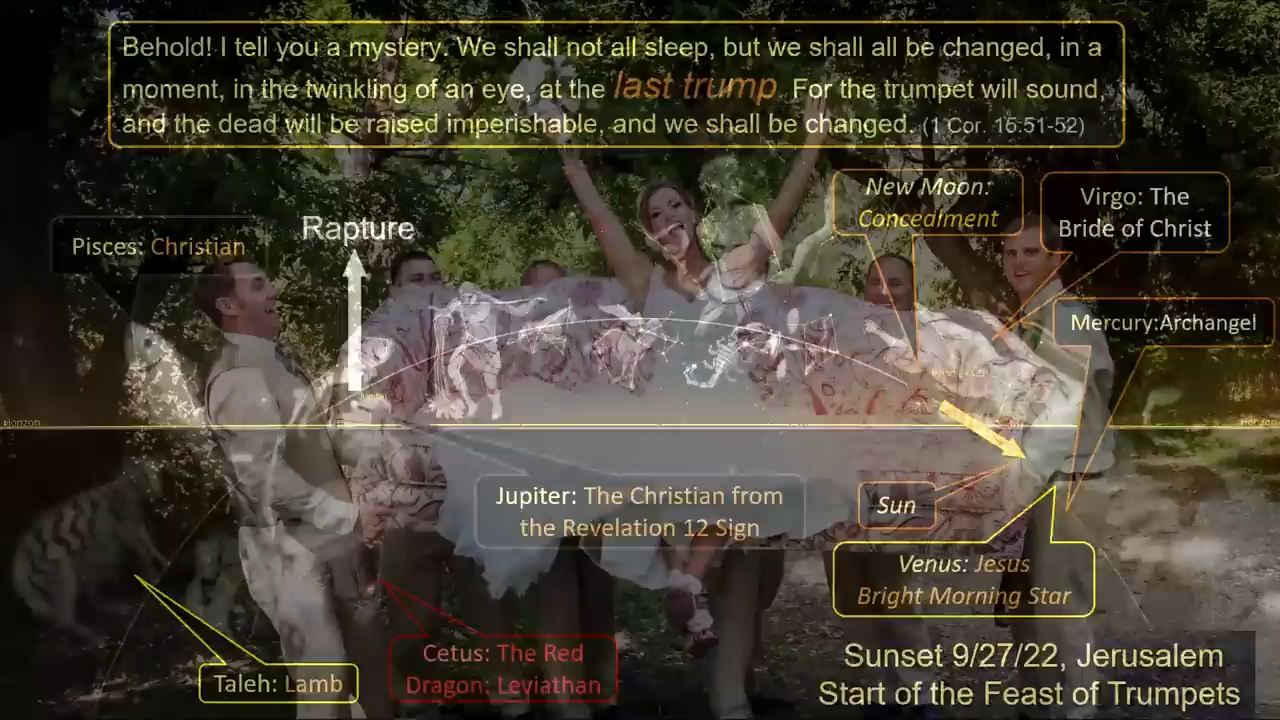 Behold! I tell you a mystery. We shall not all sleep, but we shall all be changed, in a
moment, in the twinkling of an eye, at the last trump. For the trumpet will sound,
and the dead will be raised imperishable, and we shall be changed. (1 Cor. 15:51-52)
New Moon:
Concediment
Virgo: The
Bride of Christ
Rapture
Pisces: Christian
Mercury:Archangel
Horizon
Horizon
Jupiter: The Christian from
the Revelation 12 Sign
Sun
Venus: Jesus
Bright Morning Star
Cetus: The Red
Dragon: Leviathan
Taleh: Lamb
Sunset 9/27/22, Jerusalem
Start of the Feast of Trumpets